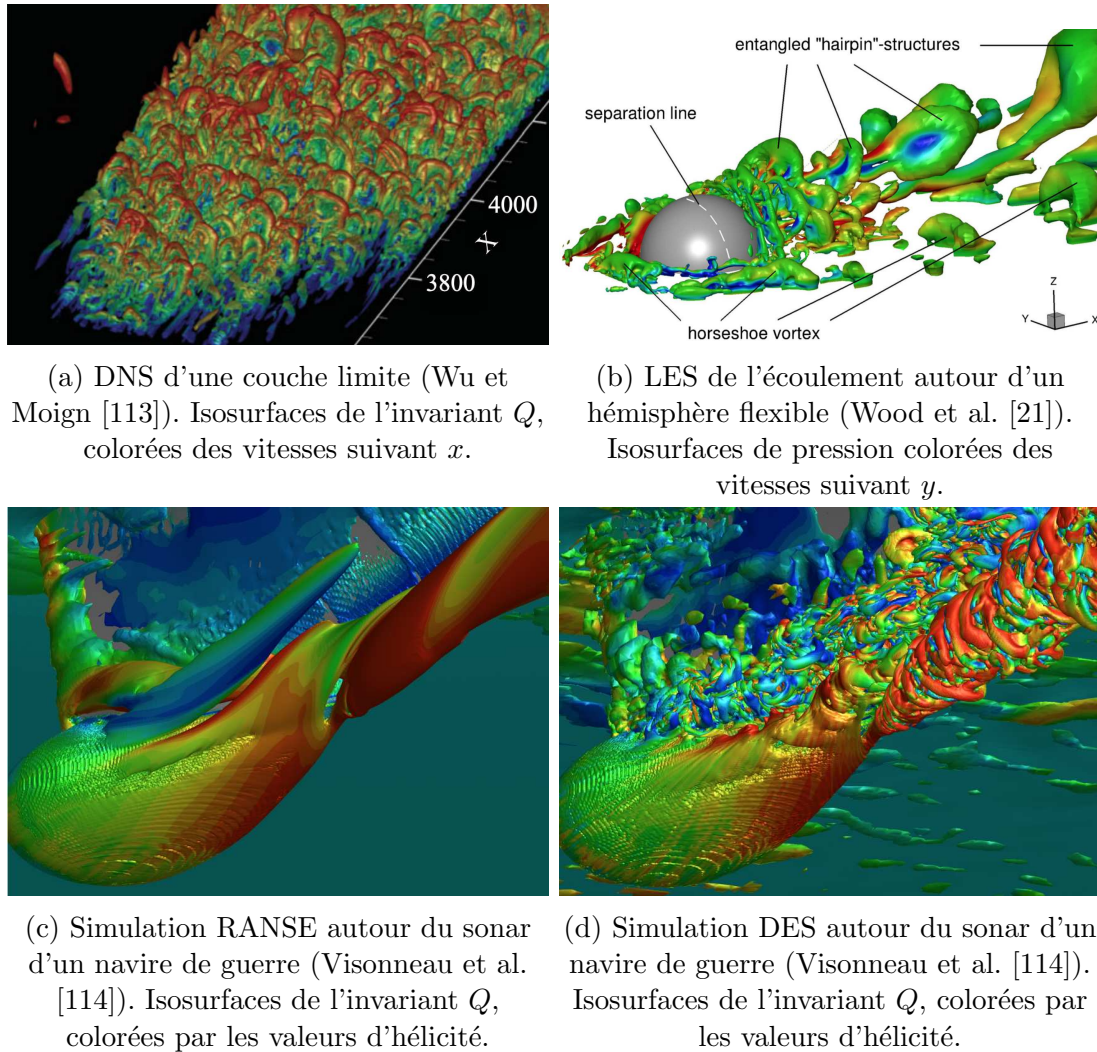 4000
X
3800
entangled "hairpin"-structures
separation line
horseshoe vortex
Z
Y
X
(a) DNS d'une couche limite (Wu et
Moign [113]). Isosurfaces de l'invariant Q,
colorées des vitesses suivant x.
(b) LES de l'écoulement autour d'un
hémisphère flexible (Wood et al. [21]).
Isosurfaces de pression colorées des
vitesses suivant y.
(c) Simulation RANSE autour du sonar
d'un navire de guerre (Visonneau et al.
[114]). Isosurfaces de l'invariant Q,
colorées par les valeurs d'hélicité.
(d) Simulation DES autour du sonar d'un
navire de guerre (Visonneau et al. [114]).
Isosurfaces de l'invariant Q, colorées par
les valeurs d'hélicité.